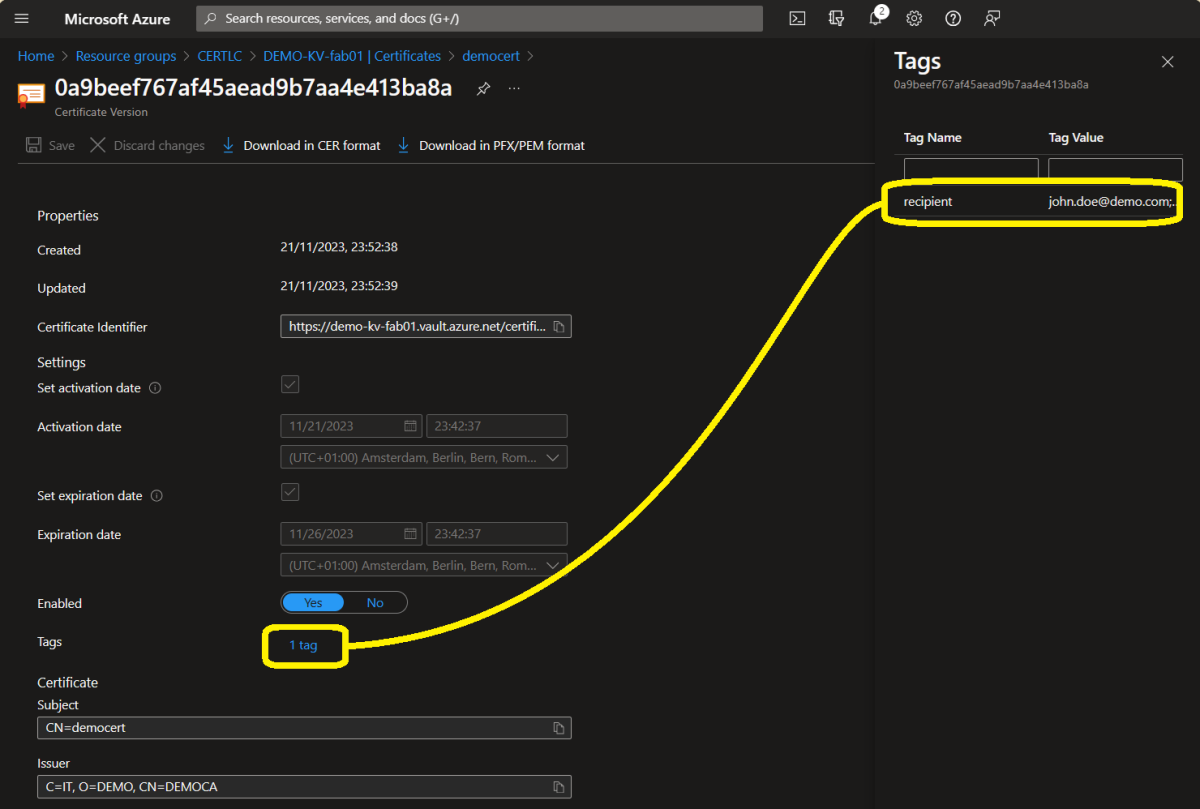 Microsoft Azure
Search resources, services, and docs (G+/)
2
Home > Resource groups > CERTLC > DEMO-KV-fab01 | Certificates > democert >
0a9beef767af45aead9b7aa4e413ba8a
...
Certificate Version
Save
Discard changes
Download in CER format
Download in PFX/PEM format
Properties
Created
21/11/2023, 23:52:38
Updated
21/11/2023, 23:52:39
Certificate Identifier
https://demo-kv-fab01.vault.azure.net/certifi...
Settings
Set activation date
Activation date
11/21/2023
23:42:37
(UTC+01:00) Amsterdam, Berlin, Bern, Rom...
Set expiration date
Expiration date
11/26/2023
23:42:37
(UTC+01:00) Amsterdam, Berlin, Bern, Rom...
Enabled
Yes
No
Tags
1 tag
Certificate
Subject
CN=democert
Issuer
C=IT, O=DEMO, CN=DEMOCA
Tags
0a9beef767af45aead9b7aa4e413ba8a
Tag Name
Tag Value
recipient
john.doe@demo.com;...